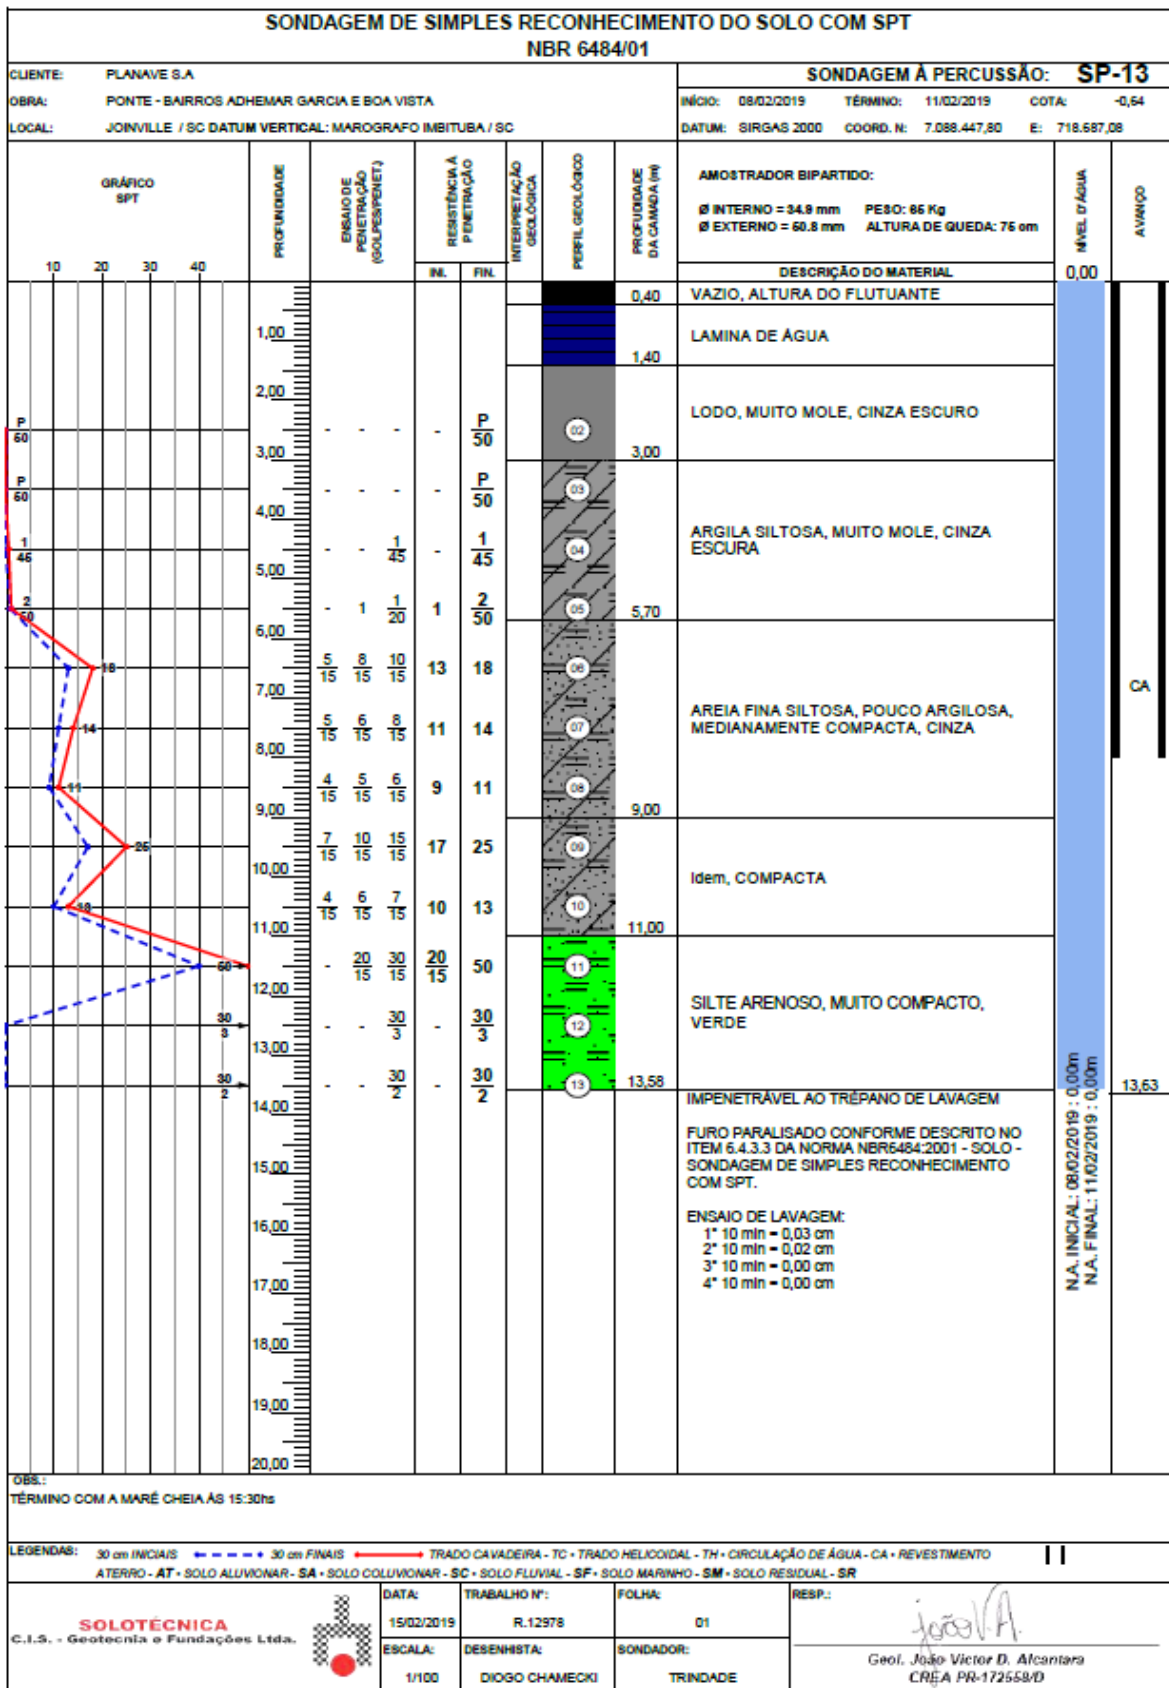 SONDAGEM DE SIMPLES RECONHECIMENTO DO SOLO COM SPT
NBR 6484/01
CLIENTE: PLANAVE S.A
SONDAGEM À PERCUSSÃO: SP-13
OBRA: PONTE - BAIRROS ADHEMAR GARCIA E BOA VISTA
INÍCIO: 08/02/2019 TÉRMINO: 11/02/2019 COTA: -0,64
LOCAL: JOINVILLE / SC DATUM VERTICAL: MAROGRAFO IMBITUBA / SC
DATUM: SIRGAS 2000 COORD. N: 7.088.447,80 E: 718.687,08
GRÁFICO
SPT
10 20 30 40
PROFUNDIDADE
ENSAIO DE
PENETRAÇÃO
(GOLPES/PENET.)
RESISTÊNCIA À
PENETRAÇÃO
INI. FIN.
INTERPRETAÇÃO
GEOLÓGICA
PERFIL GEOLÓGICO
PROFUDIDADE
DA CAMADA (m)
AMOSTRADOR BIPARTIDO:
Ø INTERNO = 34.9 mm PESO: 65 Kg
Ø EXTERNO = 50.8 mm ALTURA DE QUEDA: 75 cm
DESCRIÇÃO DO MATERIAL
NÍVEL D'ÁGUA
0,00
AVANÇO
0,40 VAZIO, ALTURA DO FLUTUANTE
1,00
LAMINA DE ÁGUA
1,40
2,00
LODO, MUITO MOLE, CINZA ESCURO
P/50 - - - - P/50 02
3,00 3,00
P/50 - - - - P/50 03
4,00
ARGILA SILTOSA, MUITO MOLE, CINZA
ESCURA
1/45 - - 1/45 - 1/45 04
5,00
2/50 - 1 1/20 1 2/50 05 5,70
6,00
18 5/15 8/15 10/15 13 18 06
7,00
CA
AREIA FINA SILTOSA, POUCO ARGILOSA,
MEDIANAMENTE COMPACTA, CINZA
14 5/15 6/15 8/15 11 14 07
8,00
11 4/15 5/15 6/15 9 11 08
9,00 9,00
25 7/15 10/15 15/15 17 25 09
10,00
Idem, COMPACTA
13 4/15 6/15 7/15 10 13 10
11,00 11,00
50 - 20/15 30/15 20/15 50 11
12,00
SILTE ARENOSO, MUITO COMPACTO,
VERDE
30/3 - - 30/3 - 30/3 12
13,00
30/2 - - 30/2 - 30/2 13 13,58 13,63
14,00
IMPENETRÁVEL AO TRÉPANO DE LAVAGEM
FURO PARALISADO CONFORME DESCRITO NO
ITEM 6.4.3.3 DA NORMA NBR6484:2001 - SOLO -
SONDAGEM DE SIMPLES RECONHECIMENTO
COM SPT.
15,00
ENSAIO DE LAVAGEM:
1° 10 min = 0,03 cm
2° 10 min = 0,02 cm
3° 10 min = 0,00 cm
4° 10 min = 0,00 cm
16,00
17,00
18,00
19,00
20,00
N.A. INICIAL: 08/02/2019 : 0,00m
N.A. FINAL: 11/02/2019 : 0,00m
OBS.:
TÉRMINO COM A MARÉ CHEIA ÀS 15:30hs
LEGENDAS: 30 cm INICIAIS 30 cm FINAIS TRADO CAVADEIRA - TC • TRADO HELICOIDAL - TH • CIRCULAÇÃO DE ÁGUA - CA • REVESTIMENTO
ATERRO - AT • SOLO ALUVIONAR - SA • SOLO COLUVIONAR - SC • SOLO FLUVIAL - SF • SOLO MARINHO - SM • SOLO RESIDUAL - SR
SOLOTÉCNICA
C.I.S. - Geotecnia e Fundações Ltda.
DATA: TRABALHO N°: FOLHA: RESP.:
15/02/2019 R.12978 01
ESCALA: DESENHISTA: SONDADOR:
1/100 DIOGO CHAMECKI TRINDADE
João V. A.
Geol. João Victor D. Alcantara
CREA PR-172558/D